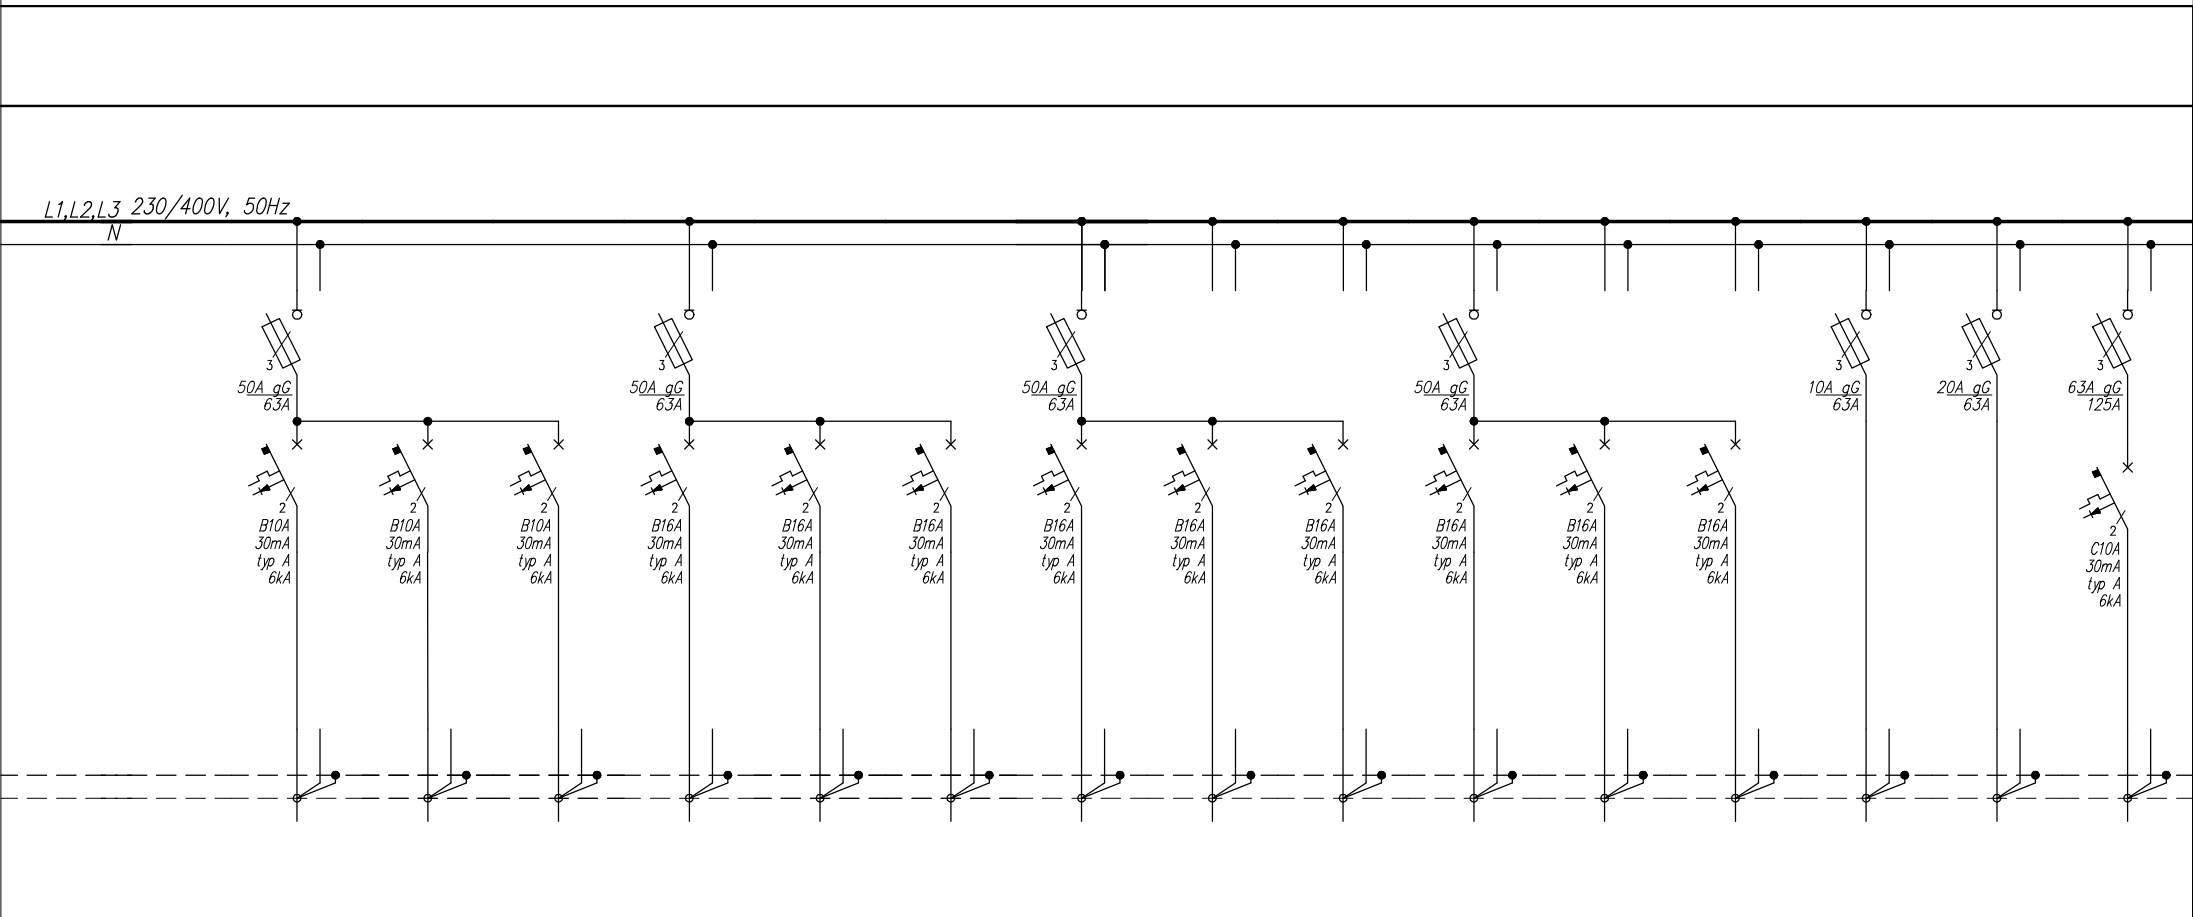 L1,L2,L3 230/400V, 50Hz
N
3 3 3 3 3 3 3
50A gG 50A gG 50A gG 50A gG 10A gG 20A gG 63A gG
63A 63A 63A 63A 63A 63A 125A
2 2 2 2 2 2 2 2 2 2 2 2
B10A B10A B10A B16A B16A B16A B16A B16A B16A B16A B16A B16A
30mA 30mA 30mA 30mA 30mA 30mA 30mA 30mA 30mA 30mA 30mA 30mA
typ A typ A typ A typ A typ A typ A typ A typ A typ A typ A typ A typ A
6kA 6kA 6kA 6kA 6kA 6kA 6kA 6kA 6kA 6kA 6kA 6kA
2
C10A
30mA
typ A
6kA